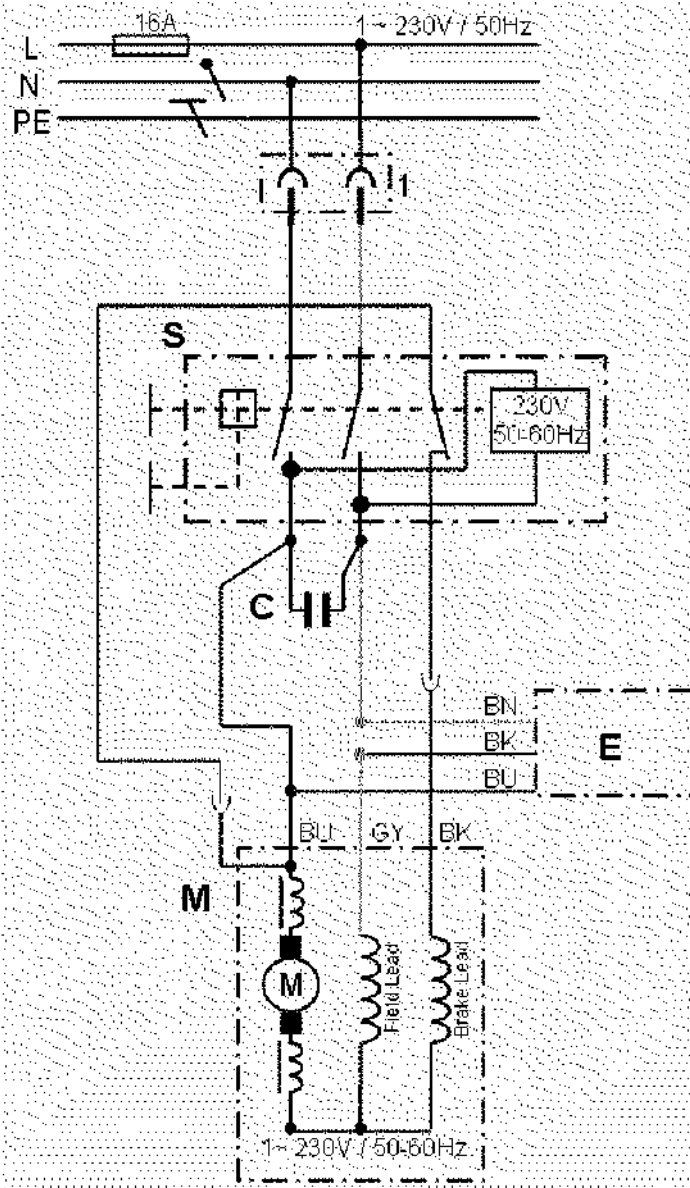 16A
1 ~ 230V / 50Hz
L
N
PE
1
S
230V
50-60Hz
C
BN
BK
E
BU
BU GY BK
M
M
Field Lead
Brake Lead
1~ 230V / 50-60Hz